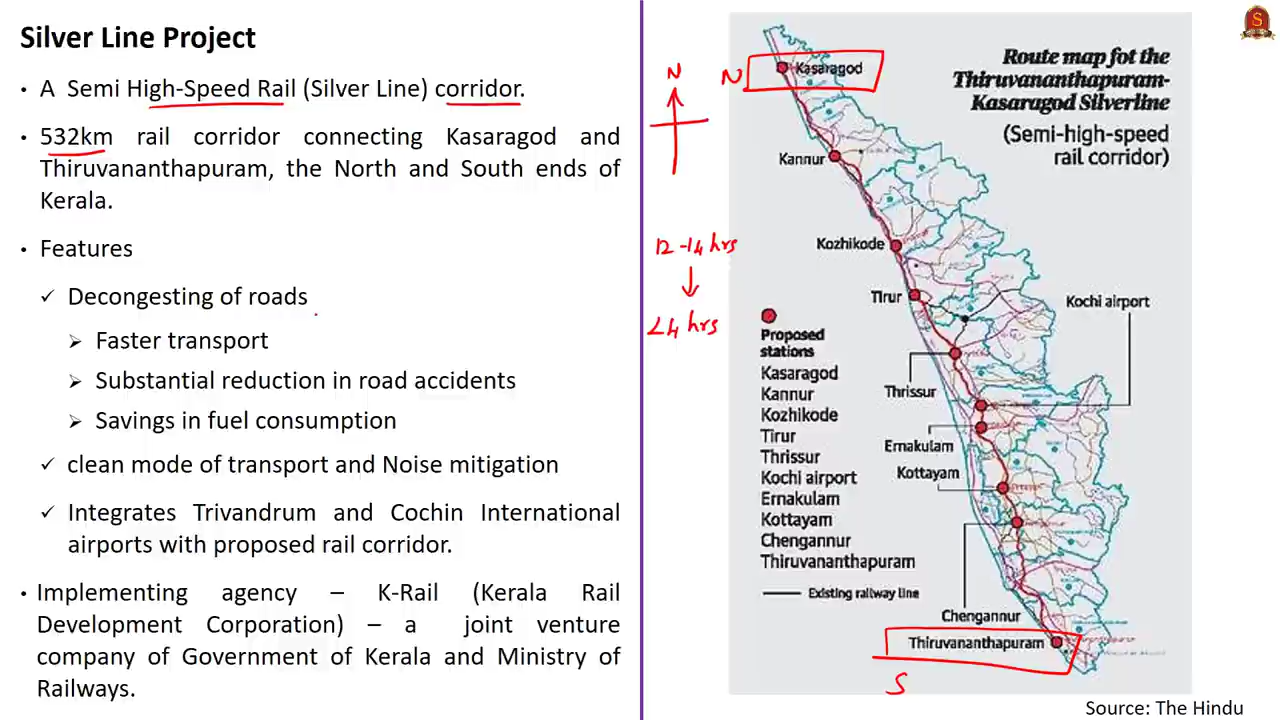 Silver Line Project
• A Semi High-Speed Rail (Silver Line) corridor.
• 532km rail corridor connecting Kasaragod and
Thiruvananthapuram, the North and South ends of
Kerala.
• Features
✓ Decongesting of roads
➢ Faster transport
➢ Substantial reduction in road accidents
➢ Savings in fuel consumption
✓ clean mode of transport and Noise mitigation
✓ Integrates Trivandrum and Cochin International
airports with proposed rail corridor.
• Implementing agency – K-Rail (Kerala Rail
Development Corporation) – a joint venture
company of Government of Kerala and Ministry of
Railways.
N
12-14 hrs
<4 hrs
Route map fot the
Thiruvananthapuram-
Kasaragod Silverline
(Semi-high-speed
rail corridor)
N
Kasaragod
Kannur
Kozhikode
Tirur
Kochi airport
Thrissur
Ernakulam
Kottayam
Chengannur
Thiruvananthapuram
S
Proposed
stations
Kasaragod
Kannur
Kozhikode
Tirur
Thrissur
Kochi airport
Ernakulam
Kottayam
Chengannur
Thiruvananthapuram
Existing railway line
S
Source: The Hindu